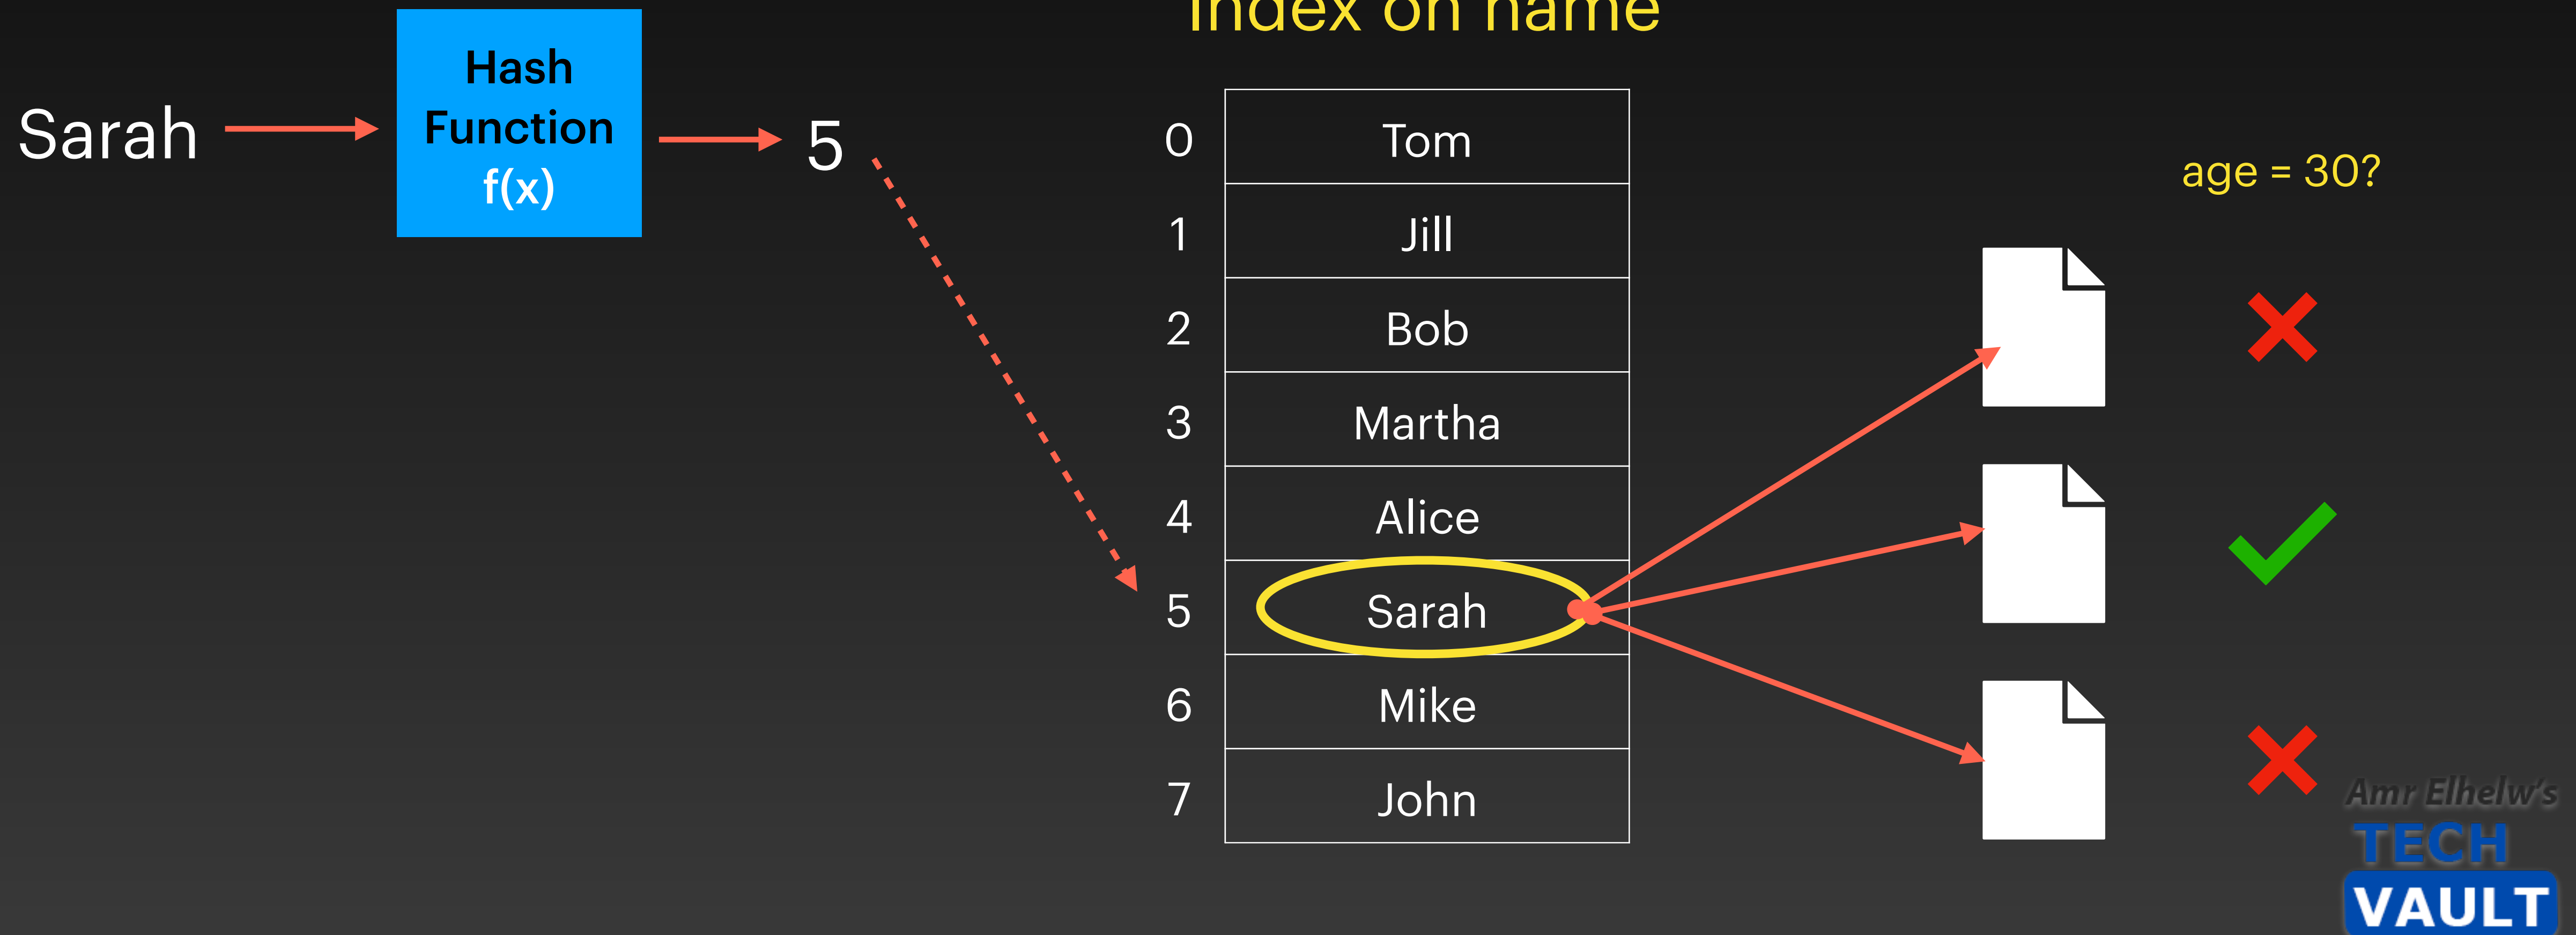 Index on name
Sarah
Hash
Function
f(x)
5
0 Tom
1 Jill
2 Bob
3 Martha
4 Alice
5 Sarah
6 Mike
7 John
age = 30?
Amr Elhelw's
TECH
VAULT